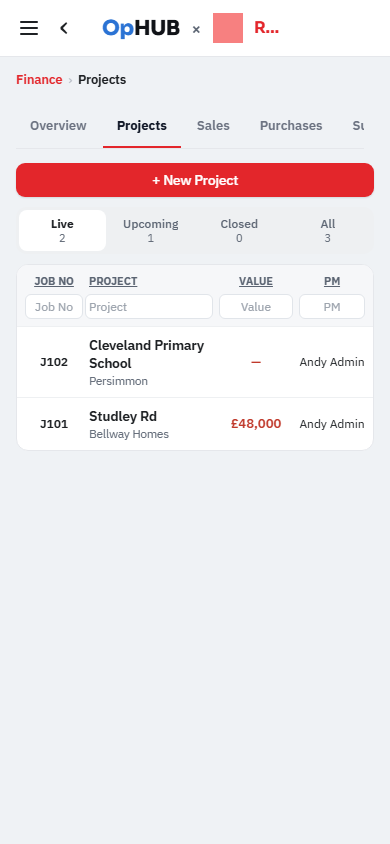 OpHUB × R...
Finance › Projects
Overview Projects Sales Purchases Su
+ New Project
Live Upcoming Closed All
2 1 0 3
JOB NO PROJECT VALUE PM
Job No Project Value PM
Cleveland Primary
School
J102 — Andy Admin
Persimmon
Studley Rd
J101 £48,000 Andy Admin
Bellway Homes